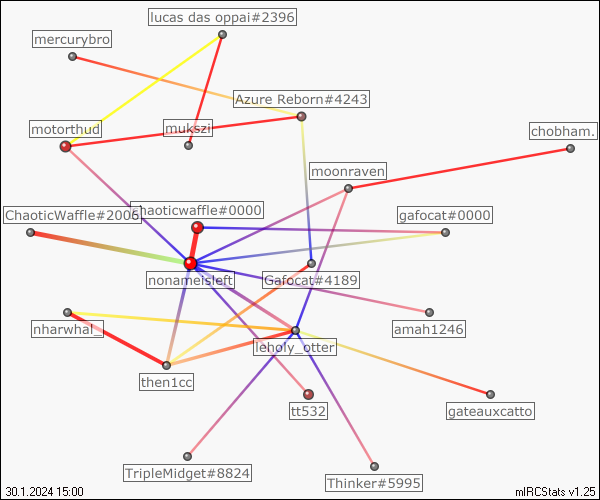 lucas das oppai#2396
mercurybro
Azure Reborn#4243
motorthud
mukszi
chobham.
moonraven
ChaoticWaffle#2006
chaoticwaffle#0000
gafocat#0000
nonameisleft
Gafocat#4189
nharwhal_
amah1246
leholy_otter
then1cc
tt532
gateauxcatto
TripleMidget#8824
Thinker#5995
30.1.2024 15:00
mIRCStats v1.25